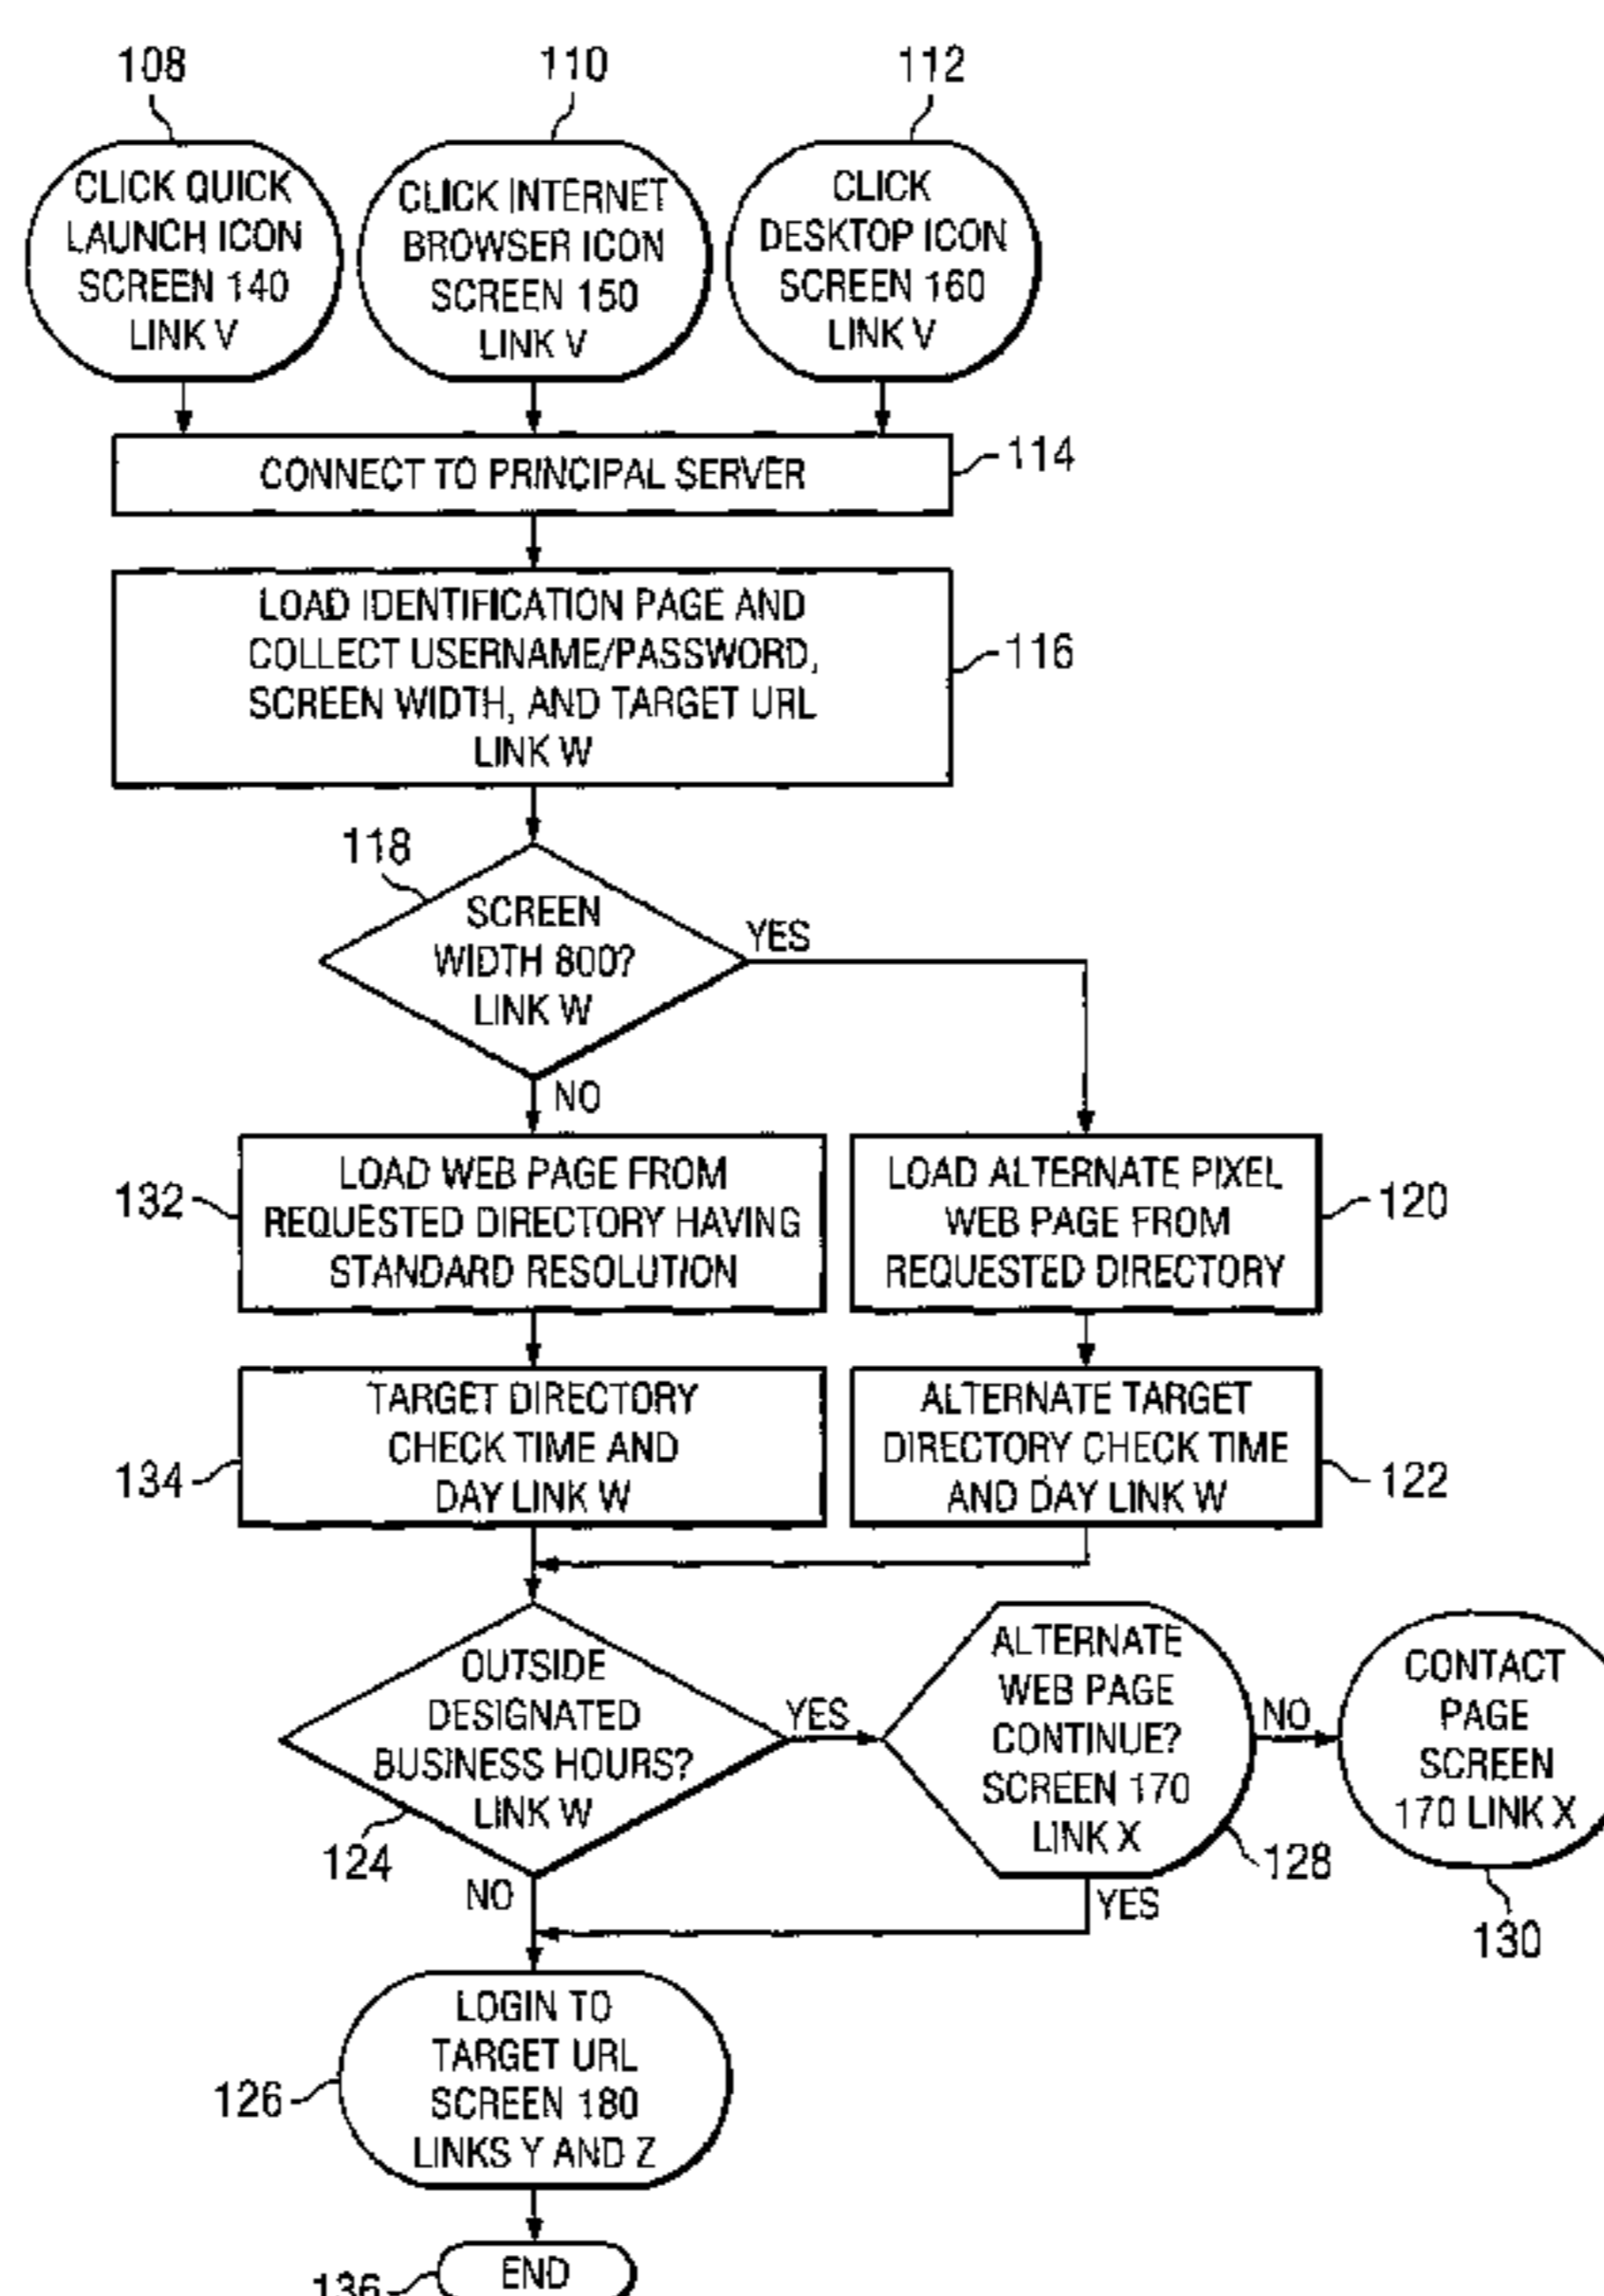 108
110
112
CLICK QUICK
LAUNCH ICON
SCREEN 140
LINK V
CLICK INTERNET
BROWSER ICON
SCREEN 150
LINK V
CLICK
DESKTOP ICON
SCREEN 160
LINK V
CONNECT TO PRINCIPAL SERVER
114
LOAD IDENTIFICATION PAGE AND
COLLECT USERNAME/PASSWORD,
SCREEN WIDTH, AND TARGET URL
LINK W
116
118
SCREEN
WIDTH 800?
LINK W
YES
NO
132
LOAD WEB PAGE FROM
REQUESTED DIRECTORY HAVING
STANDARD RESOLUTION
LOAD ALTERNATE PIXEL
WEB PAGE FROM
REQUESTED DIRECTORY
120
134
TARGET DIRECTORY
CHECK TIME AND
DAY LINK W
ALTERNATE TARGET
DIRECTORY CHECK TIME
AND DAY LINK W
122
OUTSIDE
DESIGNATED
BUSINESS HOURS?
LINK W
124
YES
NO
ALTERNATE
WEB PAGE
CONTINUE?
SCREEN 170
LINK X
128
NO
YES
CONTACT
PAGE
SCREEN
170 LINK X
130
126
LOGIN TO
TARGET URL
SCREEN 180
LINKS Y AND Z
136
END